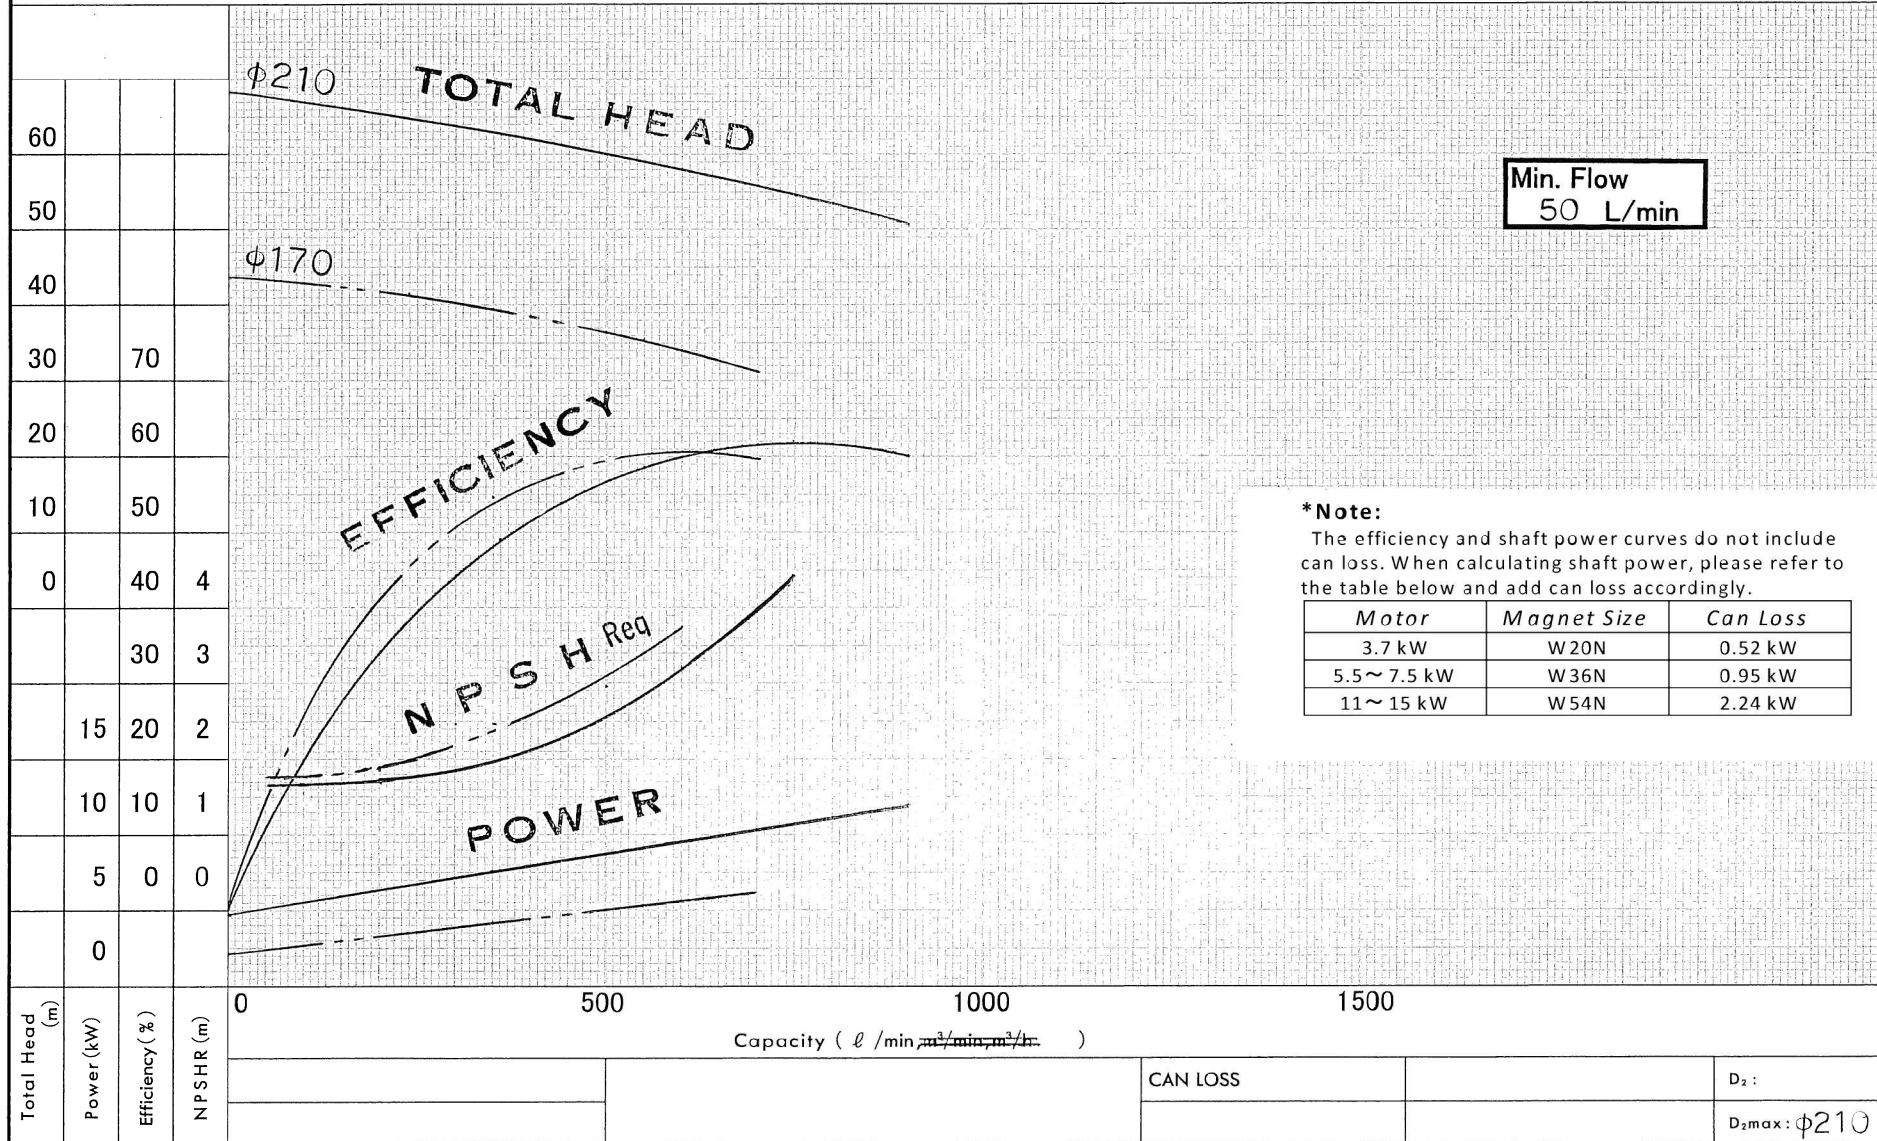 φ210
TOTAL HEAD
60
50
Min. Flow
50 L/min
φ170
40
30 70
EFFICIENCY
20 60
10 50
*Note:
The efficiency and shaft power curves do not include
can loss. When calculating shaft power, please refer to
the table below and add can loss accordingly.
Motor Magnet Size Can Loss
3.7 kW W20N 0.52 kW
5.5～7.5 kW W36N 0.95 kW
11～15 kW W54N 2.24 kW
0 40 4
NPSH Req
30 3
15 20 2
10 10 1
POWER
5 0 0
0
0 500 1000 1500
Capacity ( ℓ /min, m³/min, m³/h )
Total Head (m)
Power (kW)
Efficiency (%)
NPSHR (m)
CAN LOSS
D₂ :
D₂max : φ210